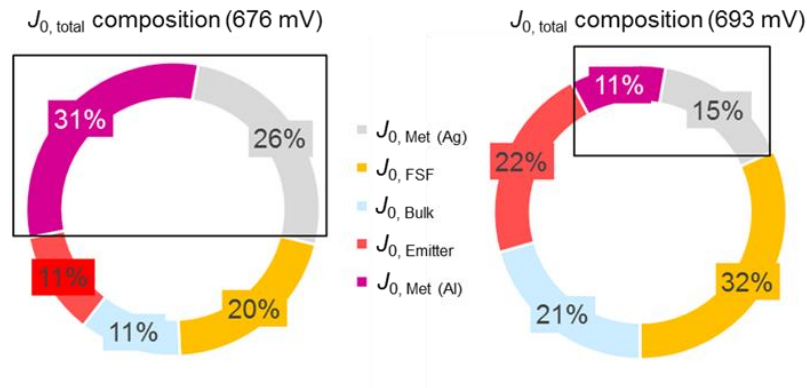 J0, total composition (676 mV)
J0, total composition (693 mV)
31%
26%
20%
11%
11%
J0, Met (Ag)
J0, FSF
J0, Bulk
J0, Emitter
J0, Met (Al)
11%
15%
22%
32%
21%